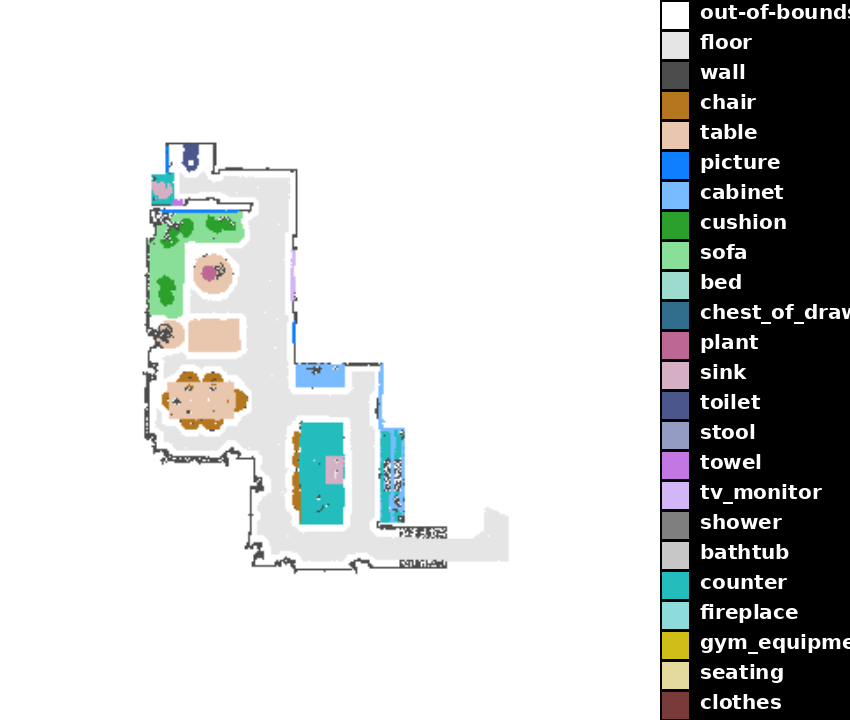 out-of-bounds
floor
wall
chair
table
picture
cabinet
cushion
sofa
bed
chest_of_draw
plant
sink
toilet
stool
towel
tv_monitor
shower
bathtub
counter
fireplace
gym_equipme
seating
clothes